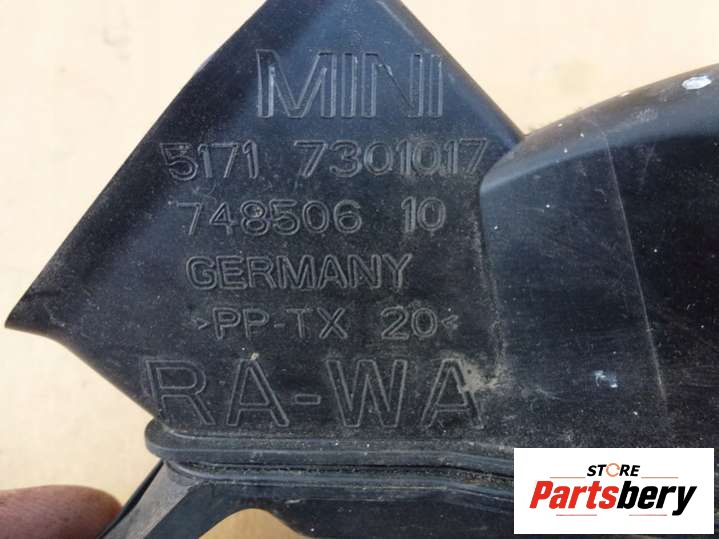 MINI
5171 7301017
748506 10
GERMANY
>PP-TX 20<
RA-WA
STORE
Partsbery